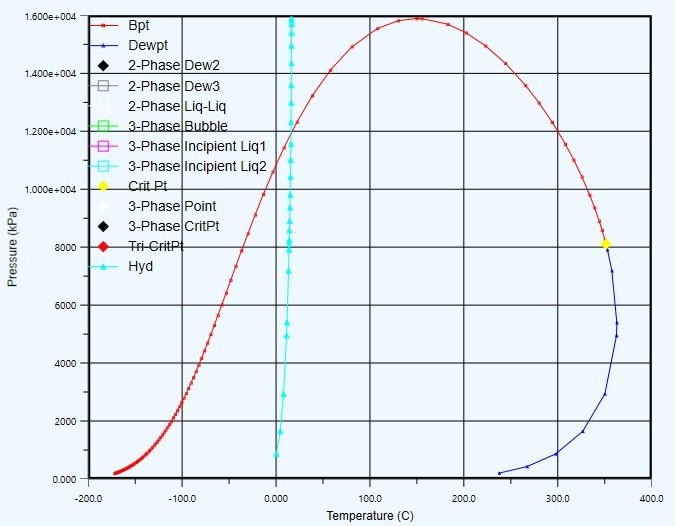 1.600e+004
1.400e+004
1.200e+004
1.000e+004
8000
6000
4000
2000
0.000
Pressure (kPa)
Bpt
Dewpt
2-Phase Dew2
2-Phase Dew3
2-Phase Liq-Liq
3-Phase Bubble
3-Phase Incipient Liq1
3-Phase Incipient Liq2
Crit Pt
3-Phase Point
3-Phase CritPt
Tri-CritPt
Hyd
-200.0 -100.0 0.000 100.0 200.0 300.0 400.0
Temperature (C)